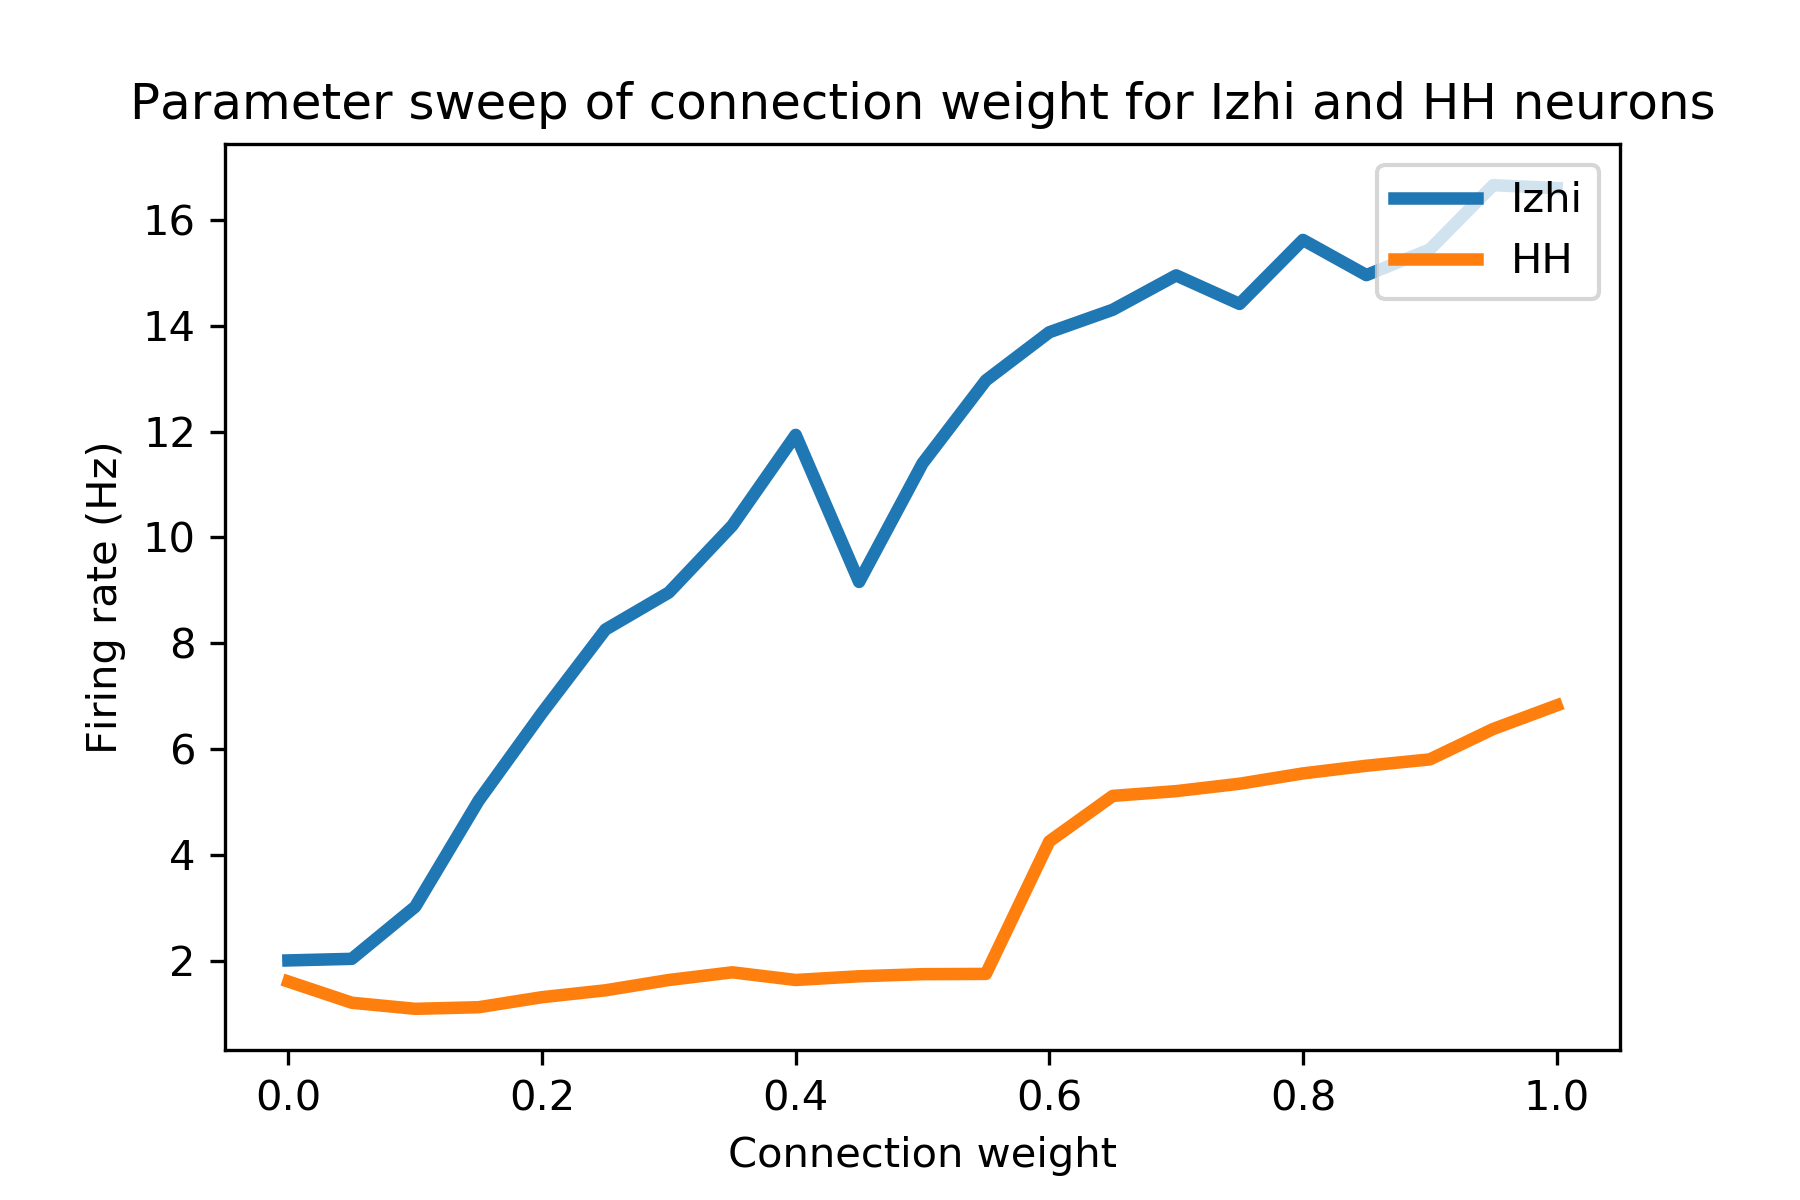 Parameter sweep of connection weight for Izhi and HH neurons
Izhi
HH
16
14
12
10
8
6
4
2
Firing rate (Hz)
0.0 0.2 0.4 0.6 0.8 1.0
Connection weight